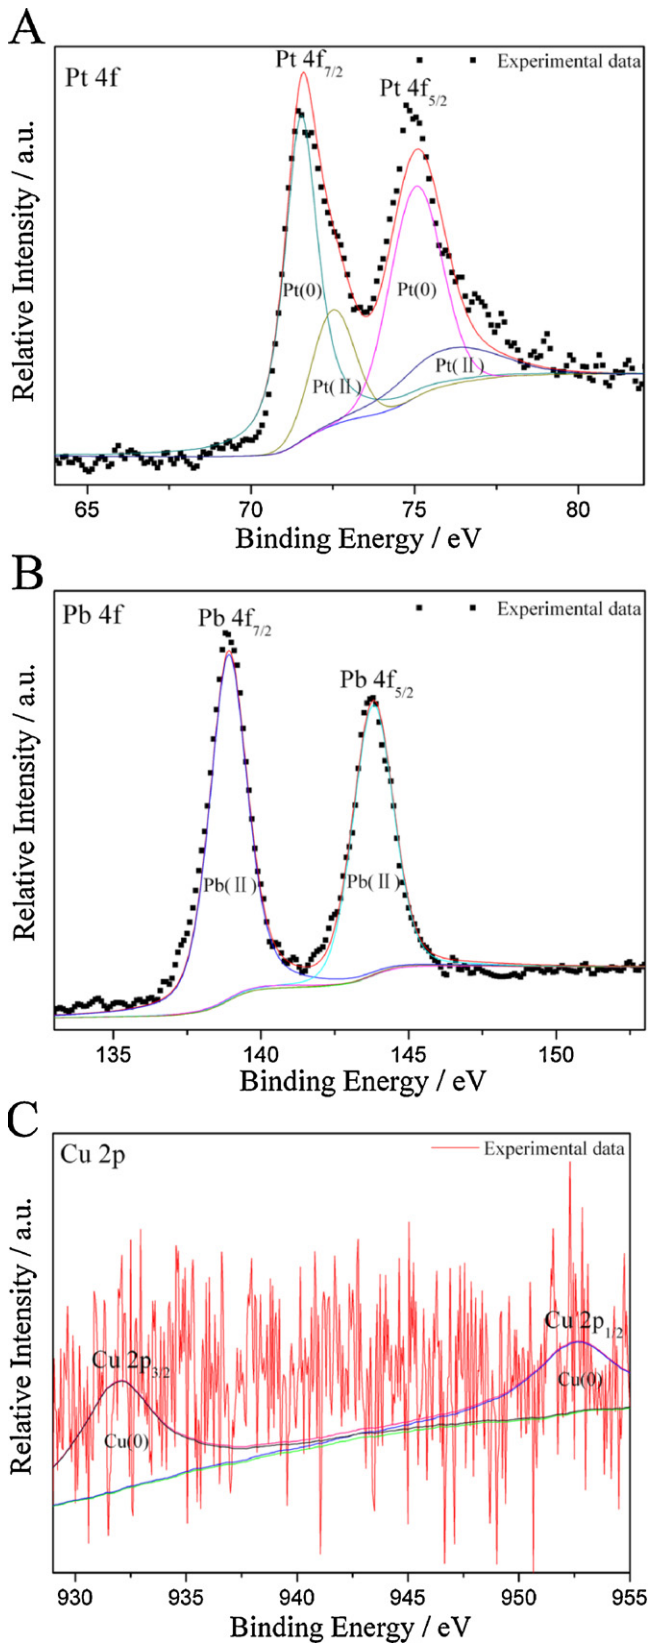 A
Pt 4f
Pt 4f7/2
Pt 4f5/2
Experimental data
Relative Intensity / a.u.
Pt(0)
Pt(0)
Pt(Ⅱ)
Pt(Ⅱ)
65 70 75 80
Binding Energy / eV
B
Pb 4f
Pb 4f7/2
Experimental data
Pb 4f5/2
Relative Intensity / a.u.
Pb(Ⅱ)
Pb(Ⅱ)
135 140 145 150
Binding Energy / eV
C
Cu 2p
Experimental data
Relative Intensity / a.u.
Cu 2p1/2
Cu 2p3/2
Cu(0)
Cu(0)
930 935 940 945 950 955
Binding Energy / eV